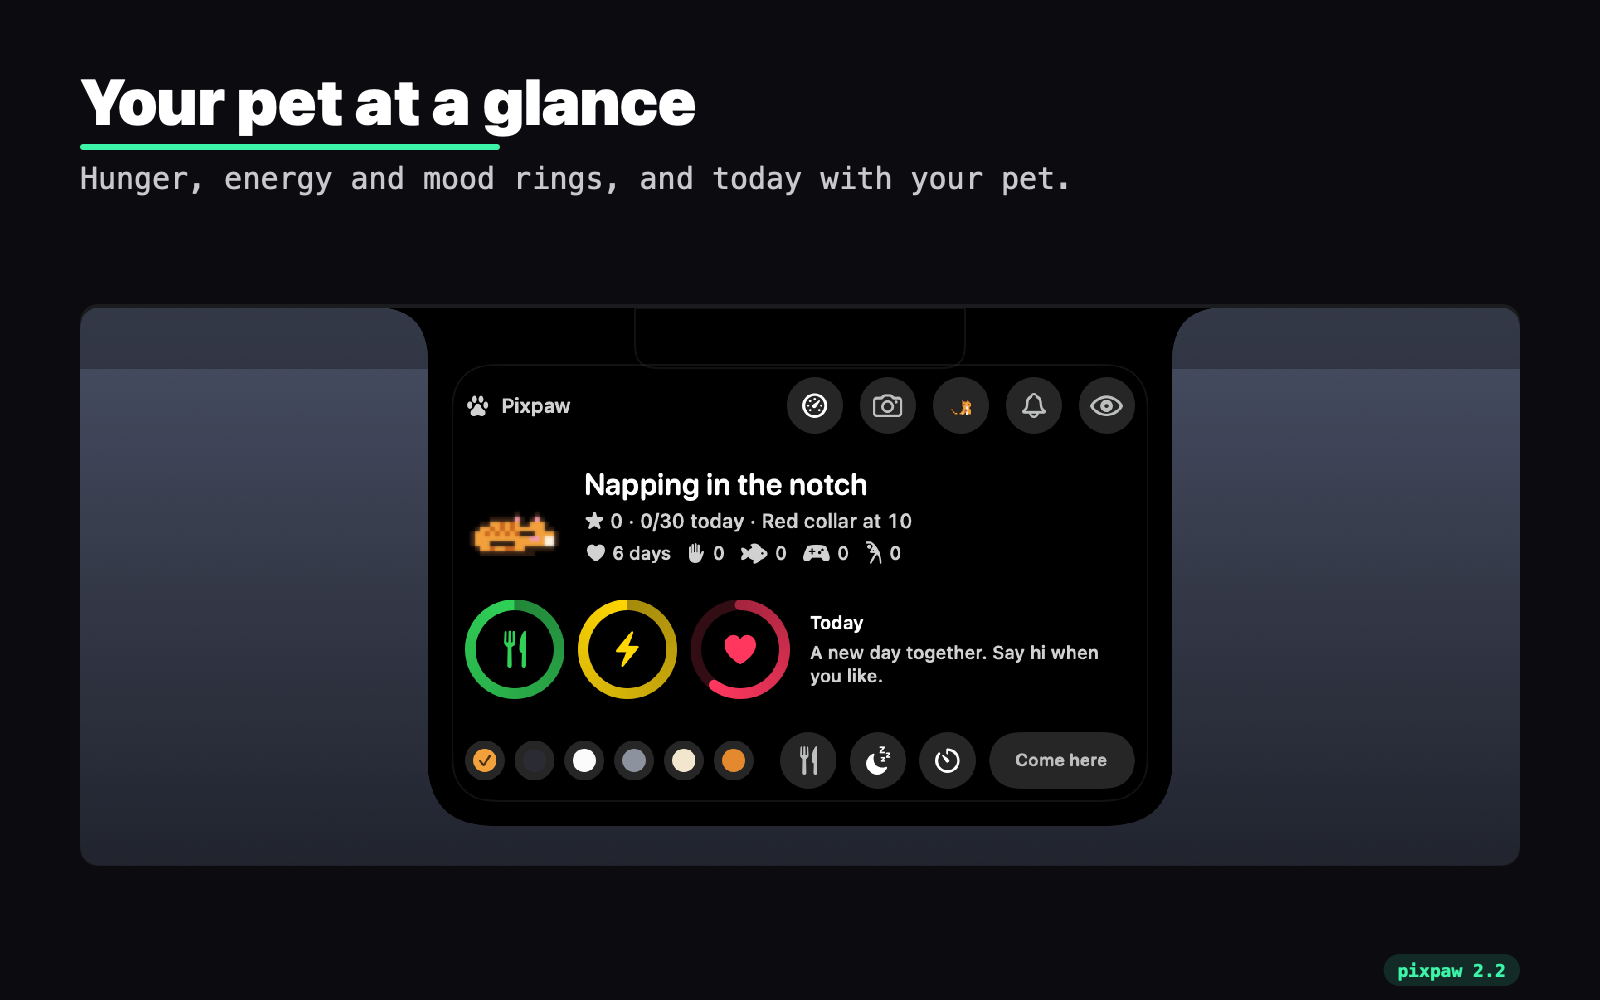 Your pet at a glance
Hunger, energy and mood rings, and today with your pet.
Pixpaw
Napping in the notch
0 · 0/30 today · Red collar at 10
6 days 0 0 0 0
Today
A new day together. Say hi when
you like.
Come here
pixpaw 2.2